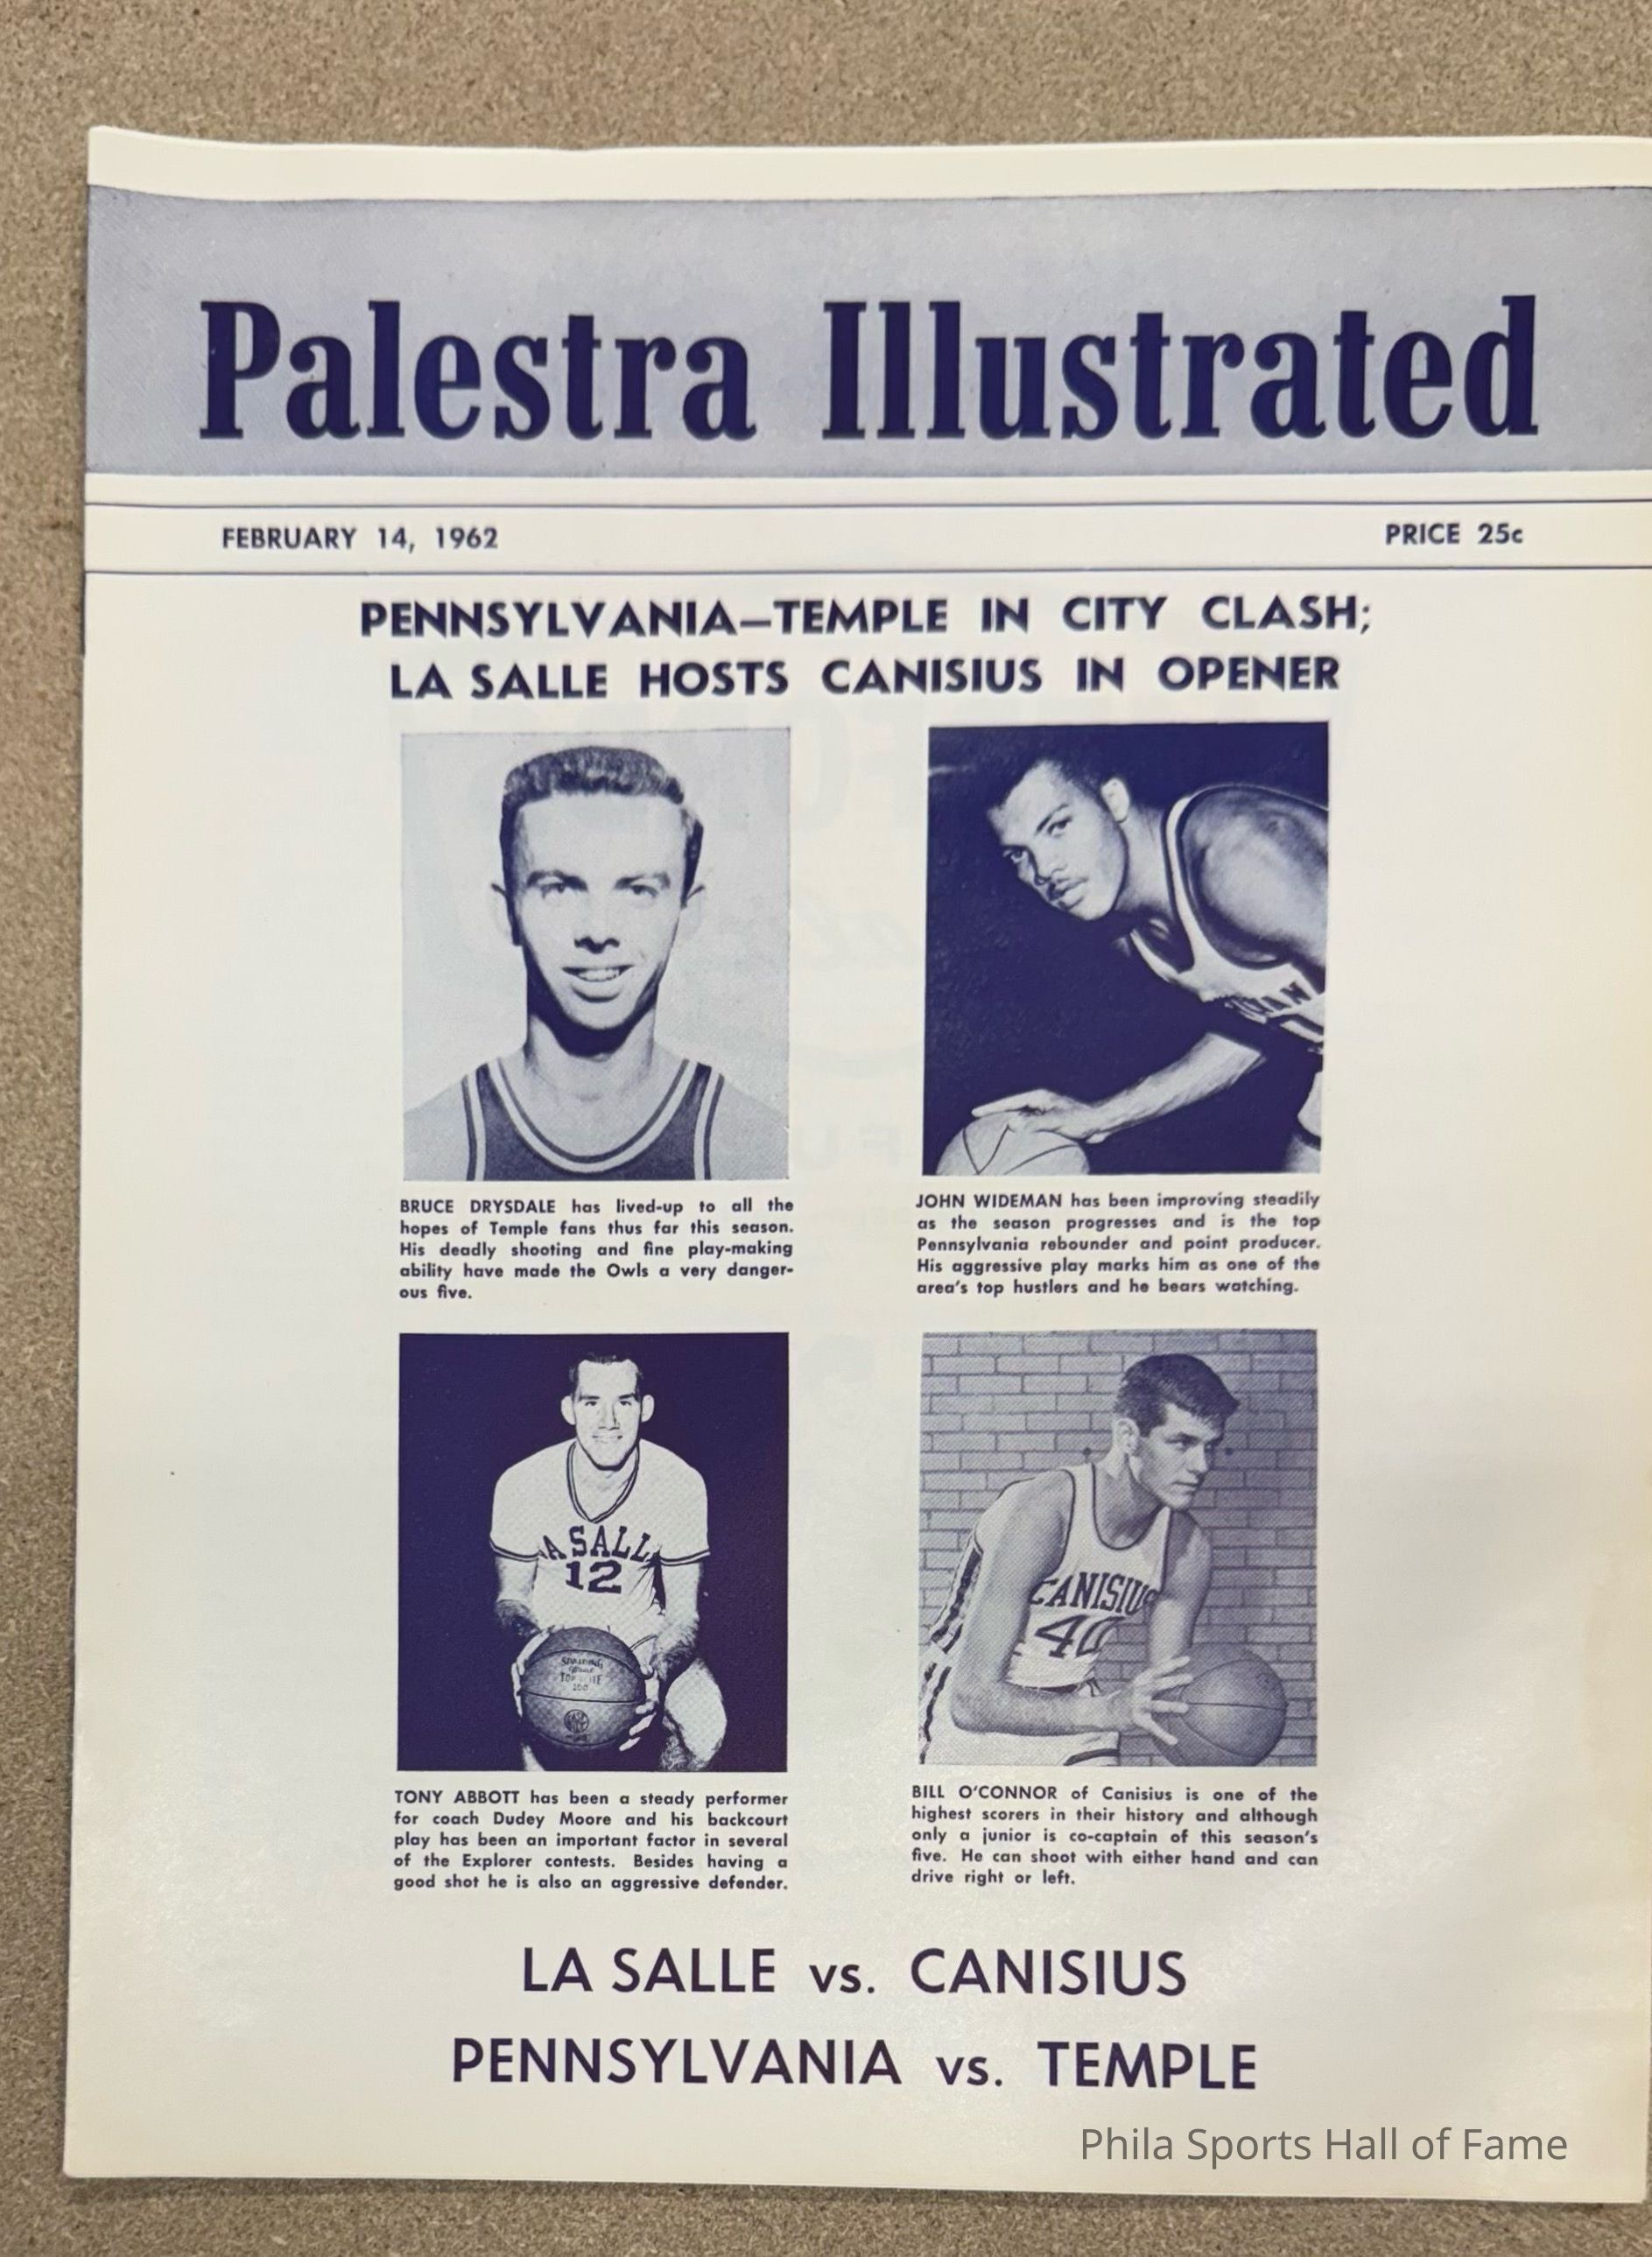 Palestra Illustrated
FEBRUARY 14, 1962
PRICE 25c
PENNSYLVANIA—TEMPLE IN CITY CLASH;
LA SALLE HOSTS CANISIUS IN OPENER
BRUCE DRYSDALE has lived-up to all the
hopes of Temple fans thus far this season.
His deadly shooting and fine play-making
ability have made the Owls a very danger-
ous five.
JOHN WIDEMAN has been improving steadily
as the season progresses and is the top
Pennsylvania rebounder and point producer.
His aggressive play marks him as one of the
area's top hustlers and he bears watching.
ASALL
12
CANISIUS
40
TONY ABBOTT has been a steady performer
for coach Dudey Moore and his backcourt
play has been an important factor in several
of the Explorer contests. Besides having a
good shot he is also an aggressive defender.
BILL O'CONNOR of Canisius is one of the
highest scorers in their history and although
only a junior is co-captain of this season's
five. He can shoot with either hand and can
drive right or left.
LA SALLE vs. CANISIUS
PENNSYLVANIA vs. TEMPLE
Phila Sports Hall of Fame